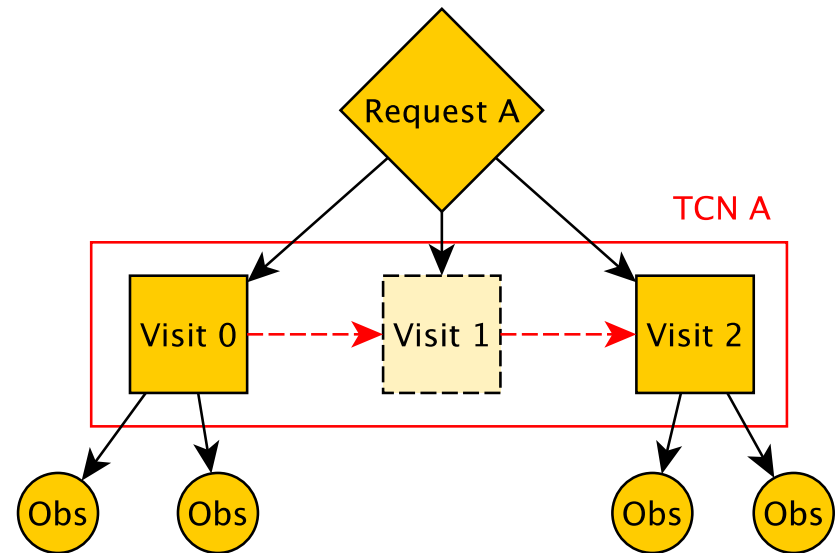 Request A
TCN A
Visit 0
Visit 1
Visit 2
Obs
Obs
Obs
Obs